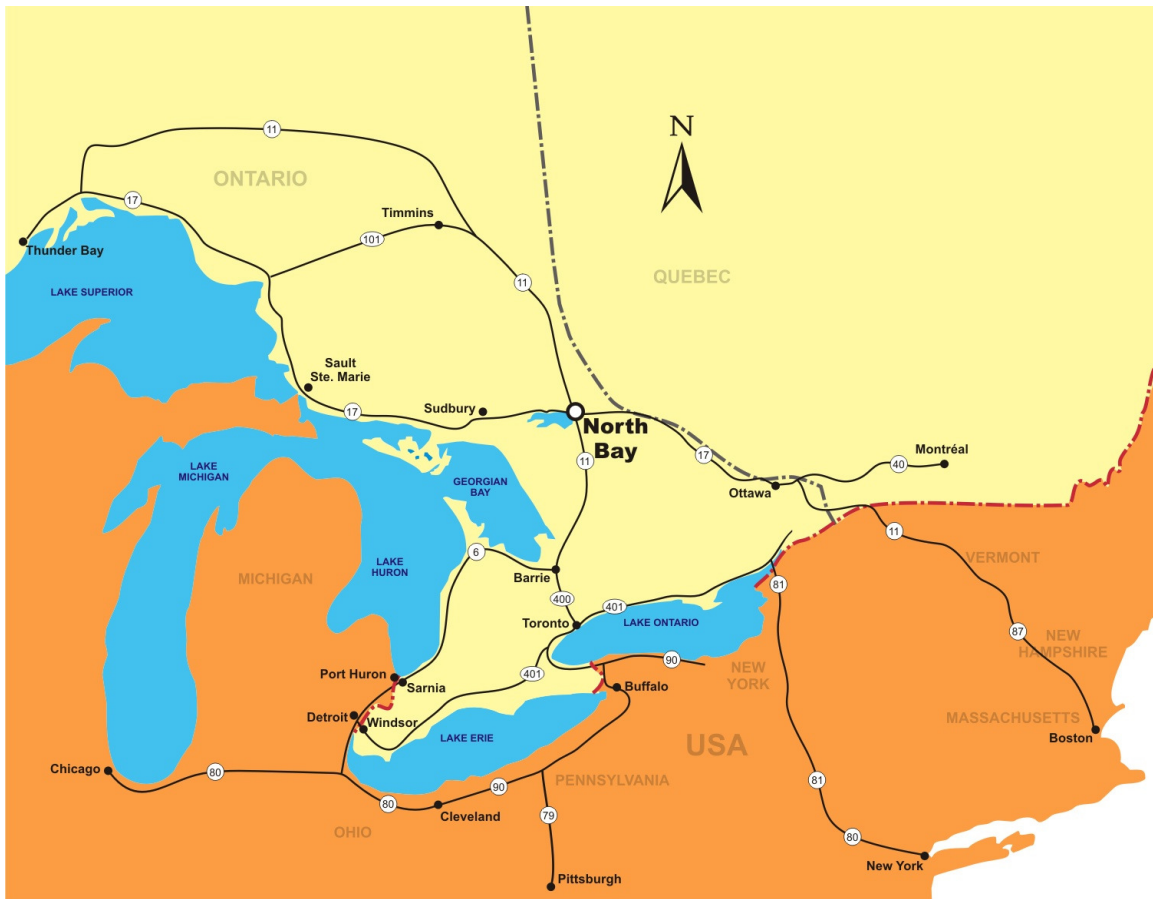 N
11
ONTARIO
17
Timmins
101
Thunder Bay
QUEBEC
11
LAKE SUPERIOR
Sault
Ste. Marie
17
Sudbury
North
Bay
11
17
Montréal
40
Ottawa
LAKE
MICHIGAN
GEORGIAN
BAY
11
6
VERMONT
LAKE
HURON
MICHIGAN
Barrie
81
400
401
Toronto
LAKE ONTARIO
87
NEW
HAMPSHIRE
90
NEW
YORK
401
Port Huron
Sarnia
Buffalo
Detroit
Windsor
MASSACHUSETTS
Boston
LAKE ERIE
USA
Chicago
80
PENNSYLVANIA
81
90
80
Cleveland
79
OHIO
80
New York
Pittsburgh